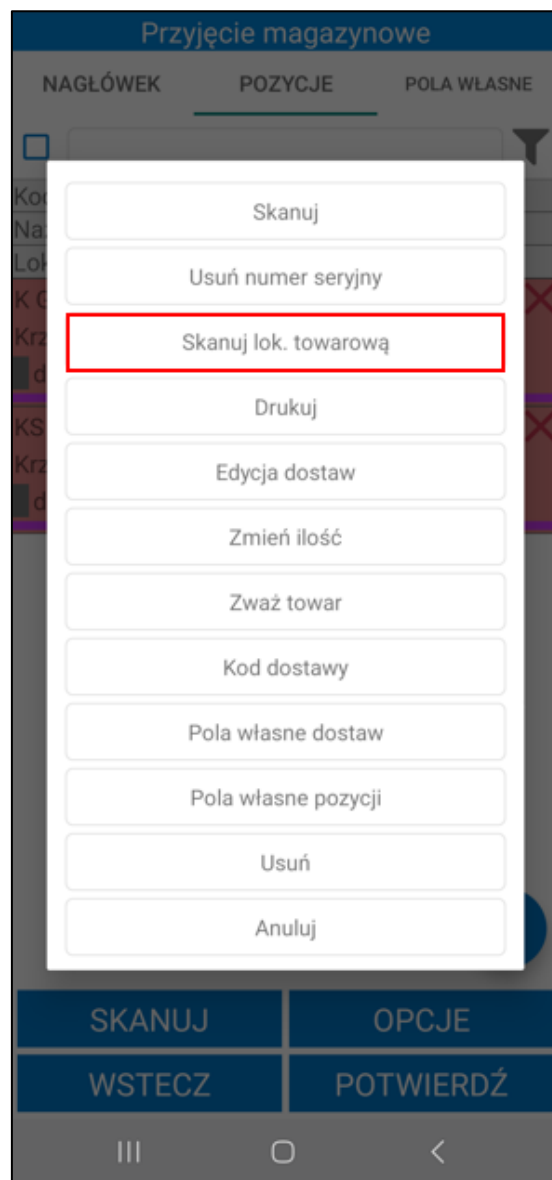 Przyjęcie magazynowe
NAGŁÓWEK POZYCJE POLA WŁASNE
Skanuj
Usuń numer seryjny
Skanuj lok. towarową
Drukuj
Edycja dostaw
Zmień ilość
Zważ towar
Kod dostawy
Pola własne dostaw
Pola własne pozycji
Usuń
Anuluj
SKANUJ OPCJE
WSTECZ POTWIERDŹ